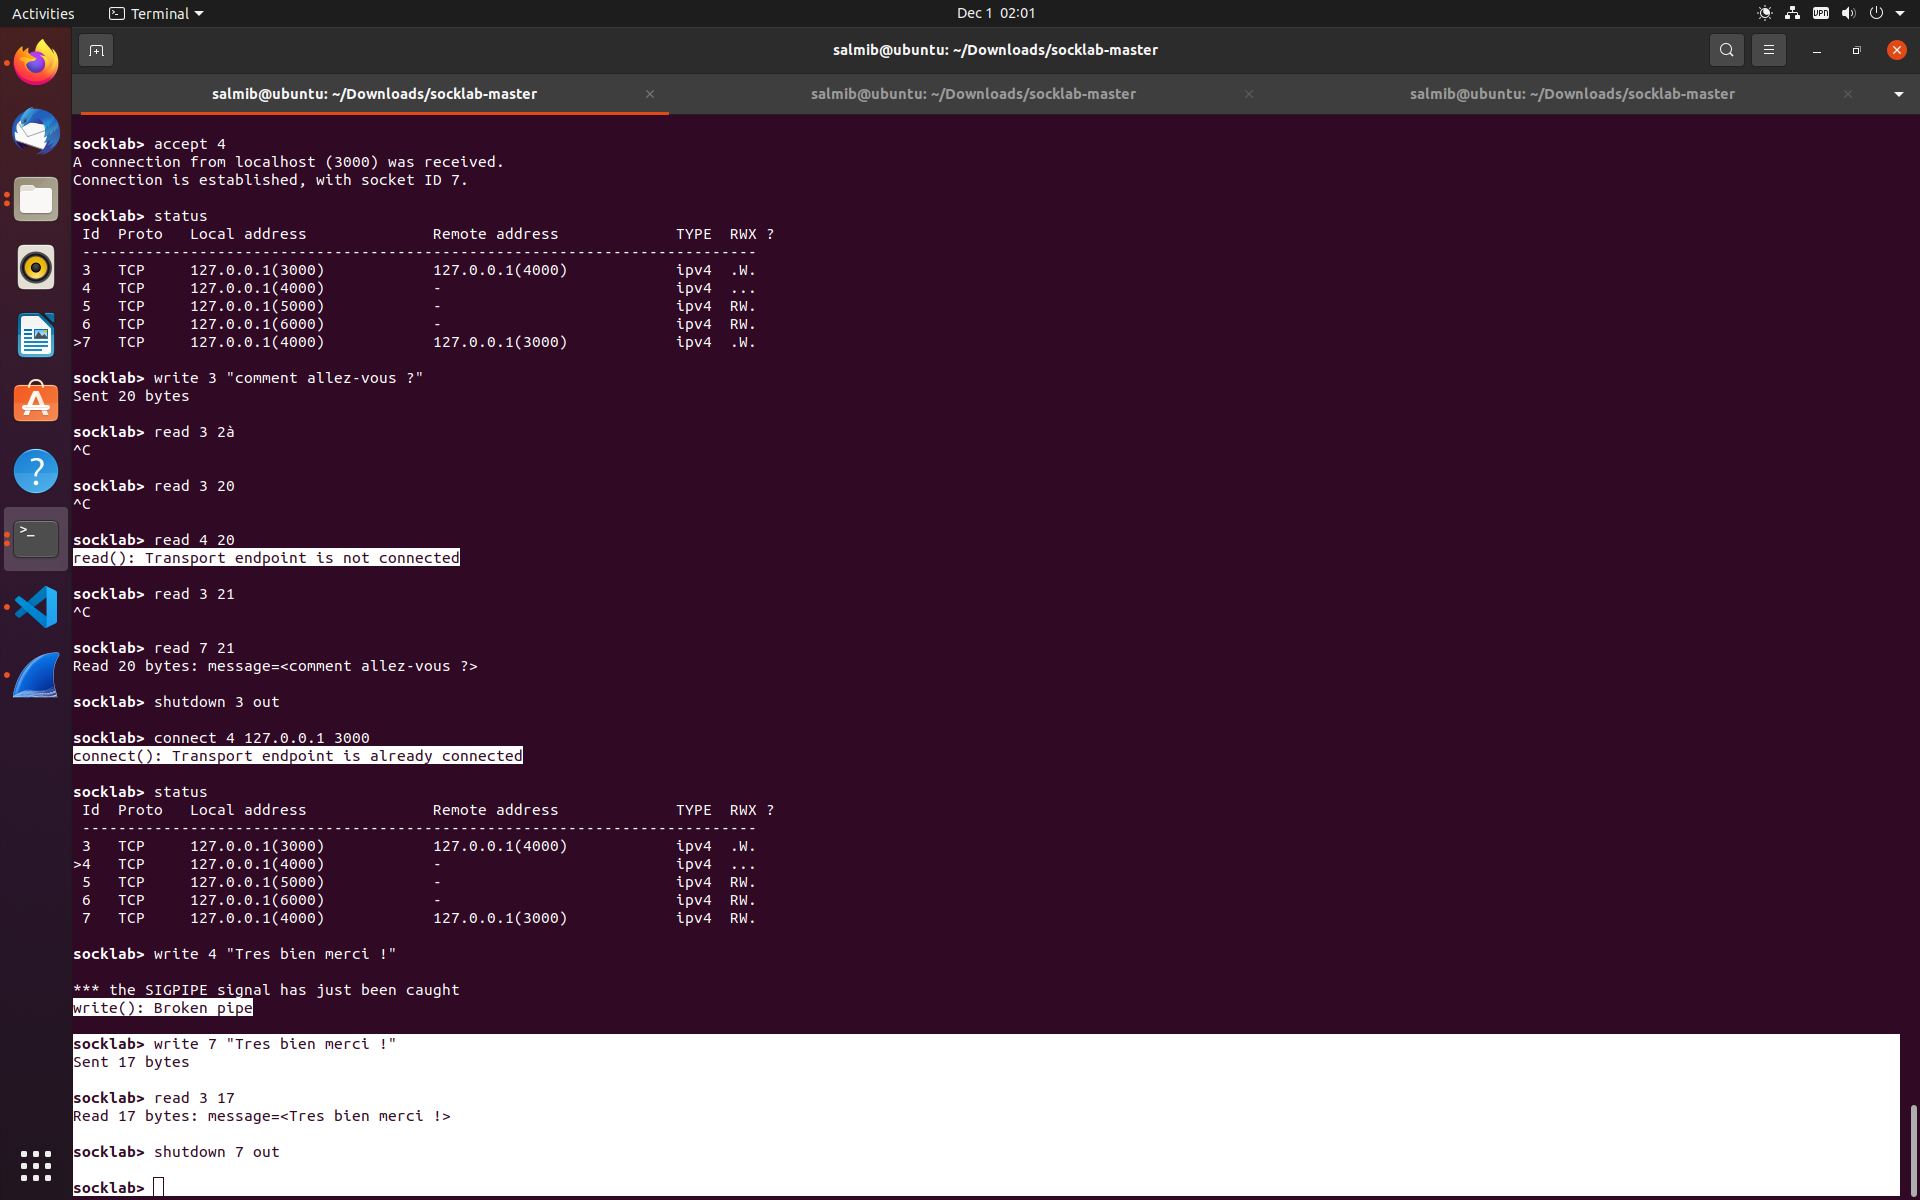 Activities
Terminal
Dec 1 02:01
VPN
salmib@ubuntu: ~/Downloads/socklab-master
salmib@ubuntu: ~/Downloads/socklab-master
salmib@ubuntu: ~/Downloads/socklab-master
salmib@ubuntu: ~/Downloads/socklab-master
socklab> accept 4
A connection from localhost (3000) was received.
Connection is established, with socket ID 7.
socklab> status
Id Proto Local address Remote address TYPE RWX ?
---------------------------------------------------------------------------
3 TCP 127.0.0.1(3000) 127.0.0.1(4000) ipv4 .W.
4 TCP 127.0.0.1(4000) - ipv4 ...
5 TCP 127.0.0.1(5000) - ipv4 RW.
6 TCP 127.0.0.1(6000) - ipv4 RW.
>7 TCP 127.0.0.1(4000) 127.0.0.1(3000) ipv4 .W.
socklab> write 3 "comment allez-vous ?"
Sent 20 bytes
socklab> read 3 2à
^C
socklab> read 3 20
^C
socklab> read 4 20
read(): Transport endpoint is not connected
socklab> read 3 21
^C
socklab> read 7 21
Read 20 bytes: message=<comment allez-vous ?>
socklab> shutdown 3 out
socklab> connect 4 127.0.0.1 3000
connect(): Transport endpoint is already connected
socklab> status
Id Proto Local address Remote address TYPE RWX ?
---------------------------------------------------------------------------
3 TCP 127.0.0.1(3000) 127.0.0.1(4000) ipv4 .W.
>4 TCP 127.0.0.1(4000) - ipv4 ...
5 TCP 127.0.0.1(5000) - ipv4 RW.
6 TCP 127.0.0.1(6000) - ipv4 RW.
7 TCP 127.0.0.1(4000) 127.0.0.1(3000) ipv4 RW.
socklab> write 4 "Tres bien merci !"
*** the SIGPIPE signal has just been caught
write(): Broken pipe
socklab> write 7 "Tres bien merci !"
Sent 17 bytes
socklab> read 3 17
Read 17 bytes: message=<Tres bien merci !>
socklab> shutdown 7 out
socklab>